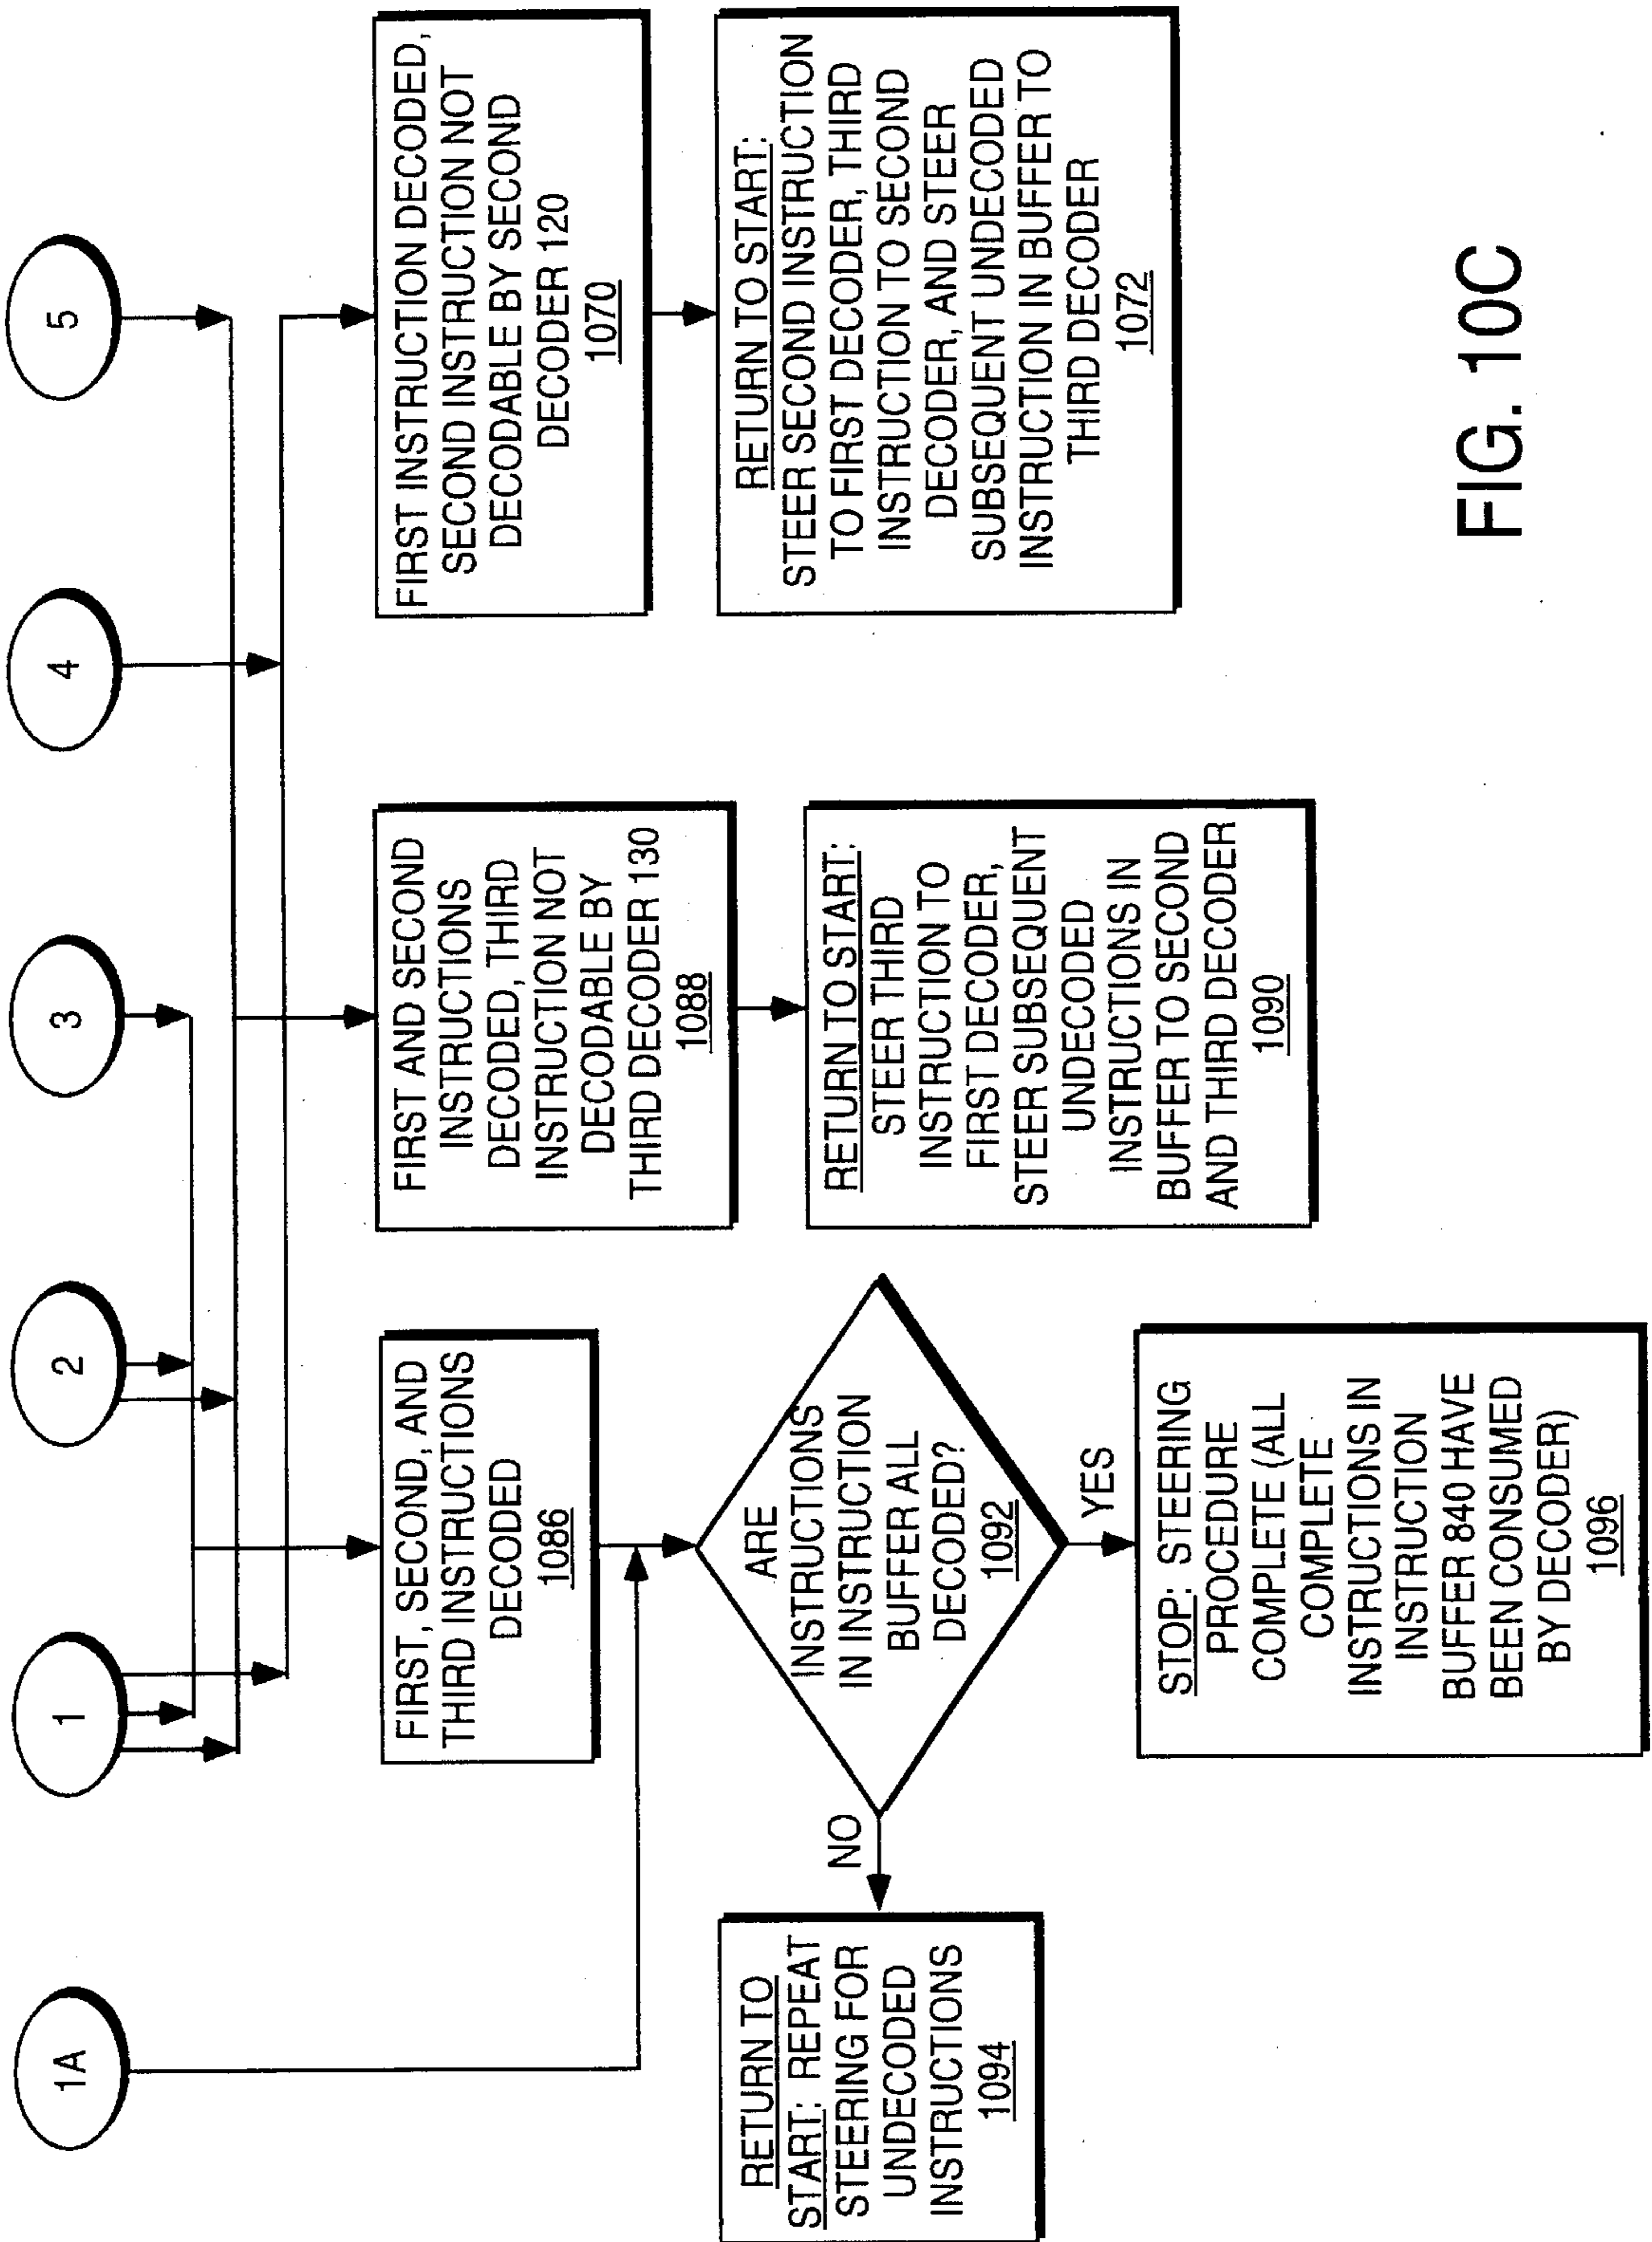 1A
1
2
3
4
5
FIRST, SECOND, AND
THIRD INSTRUCTIONS
DECODED
1086
FIRST AND SECOND
INSTRUCTIONS
DECODED, THIRD
INSTRUCTION NOT
DECODABLE BY
THIRD DECODER 130
1088
FIRST INSTRUCTION DECODED,
SECOND INSTRUCTION NOT
DECODABLE BY SECOND
DECODER 120
1070
RETURN TO
START: REPEAT
STEERING FOR
UNDECODED
INSTRUCTIONS
1094
NO
ARE
INSTRUCTIONS
IN INSTRUCTION
BUFFER ALL
DECODED?
1092
YES
RETURN TO START:
STEER THIRD
INSTRUCTION TO
FIRST DECODER,
STEER SUBSEQUENT
UNDECODED
INSTRUCTIONS IN
BUFFER TO SECOND
AND THIRD DECODER
1090
RETURN TO START:
STEER SECOND INSTRUCTION
TO FIRST DECODER, THIRD
INSTRUCTION TO SECOND
DECODER, AND STEER
SUBSEQUENT UNDECODED
INSTRUCTION IN BUFFER TO
THIRD DECODER
1072
STOP: STEERING
PROCEDURE
COMPLETE (ALL
COMPLETE
INSTRUCTIONS IN
INSTRUCTION
BUFFER 840 HAVE
BEEN CONSUMED
BY DECODER)
1096
FIG. 10C